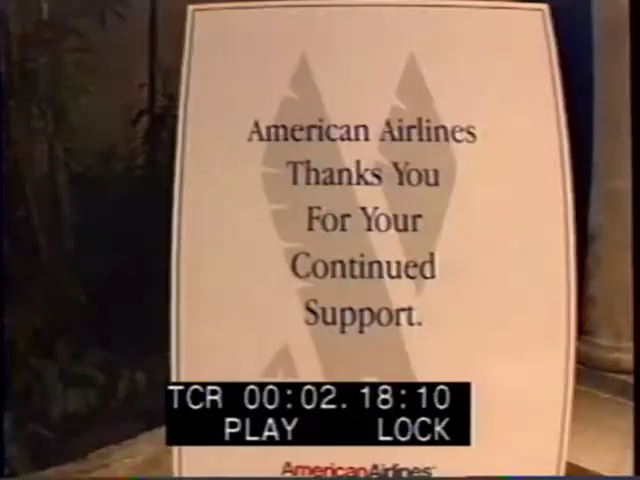 American Airlines
Thanks You
For Your
Continued
Support.
TCR 00:02.18:10
PLAY LOCK
AmericanAirlines